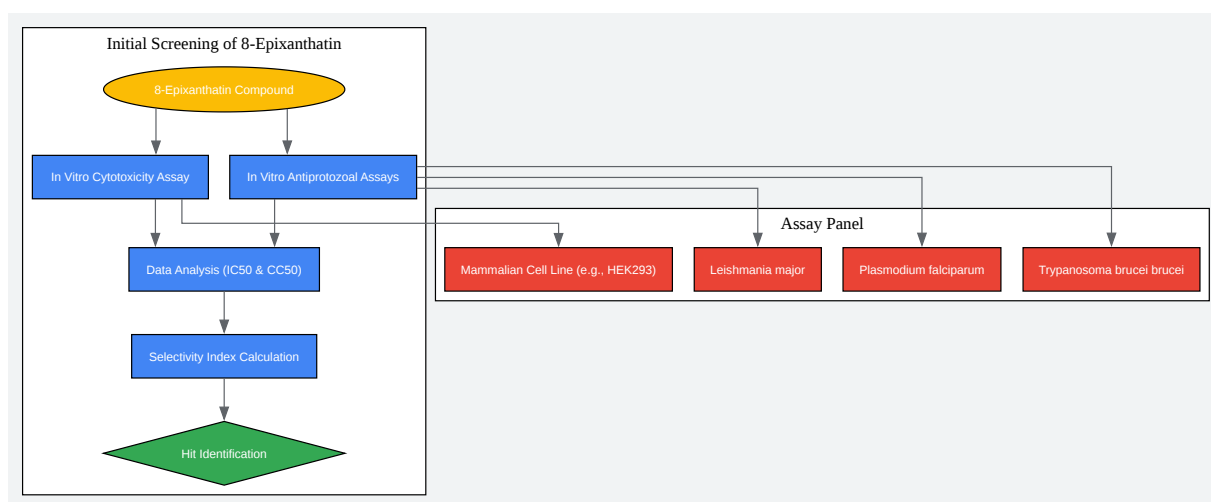 Initial Screening of 8-Epixanthatin
8-Epixanthatin Compound
In Vitro Cytotoxicity Assay
In Vitro Antiprotozoal Assays
Data Analysis (IC50 & CC50)
Selectivity Index Calculation
Hit Identification
Assay Panel
Mammalian Cell Line (e.g., HEK293)
Leishmania major
Plasmodium falciparum
Trypanosoma brucei brucei